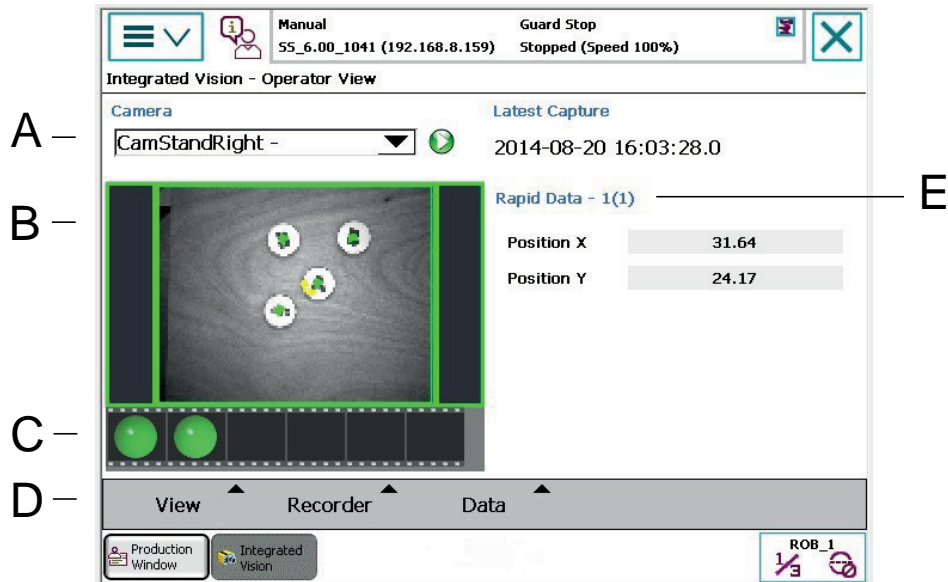 Manual
Guard Stop
S5_6.00_1041 (192.168.8.159)
Stopped (Speed 100%)
Integrated Vision - Operator View
A
Camera
Latest Capture
CamStandRight -
2014-08-20 16:03:28.0
B
Rapid Data - 1(1)
E
Position X
31.64
Position Y
24.17
C
D
View
Recorder
Data
Production
Window
Integrated
Vision
ROB_1
1/3